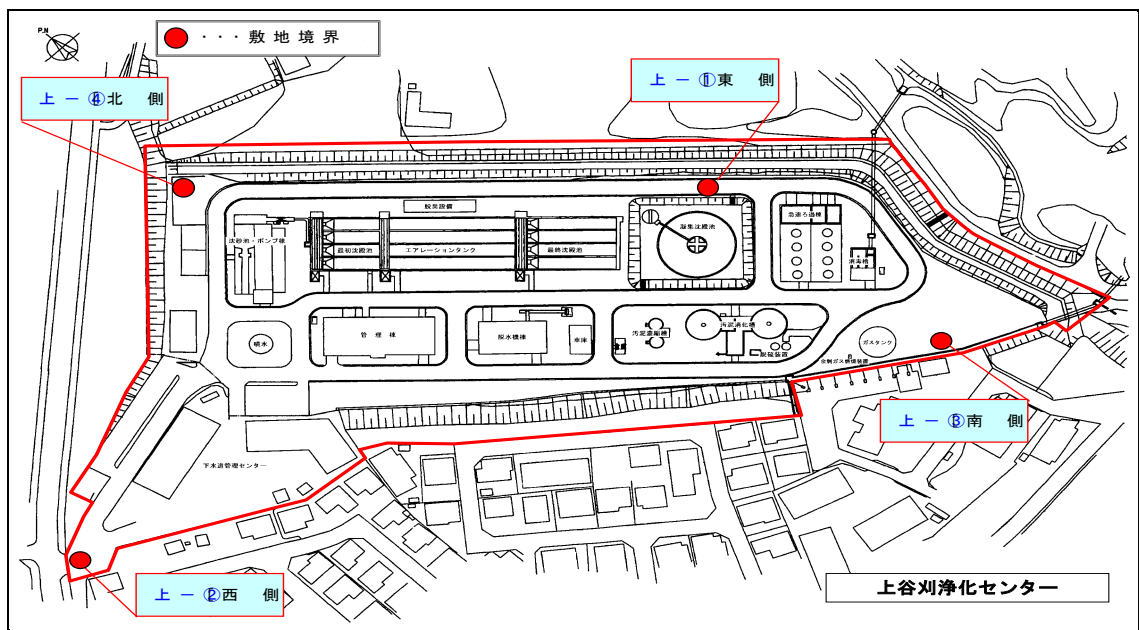 P.N
・・・敷地境界
上－④北 側
上－①東 側
脱臭設備
沈砂池・ポンプ棟
最初沈殿池
エアレーションタンク
最終沈殿池
凝集沈殿池
急速ろ過棟
消毒槽
噴水
管理棟
脱水機棟
車庫
汚泥濃縮槽
汚泥消化槽
脱硫装置
ガスタンク
余剰ガス燃焼装置
上－③南 側
下水道管理センター
上－②西 側
上谷刈浄化センター